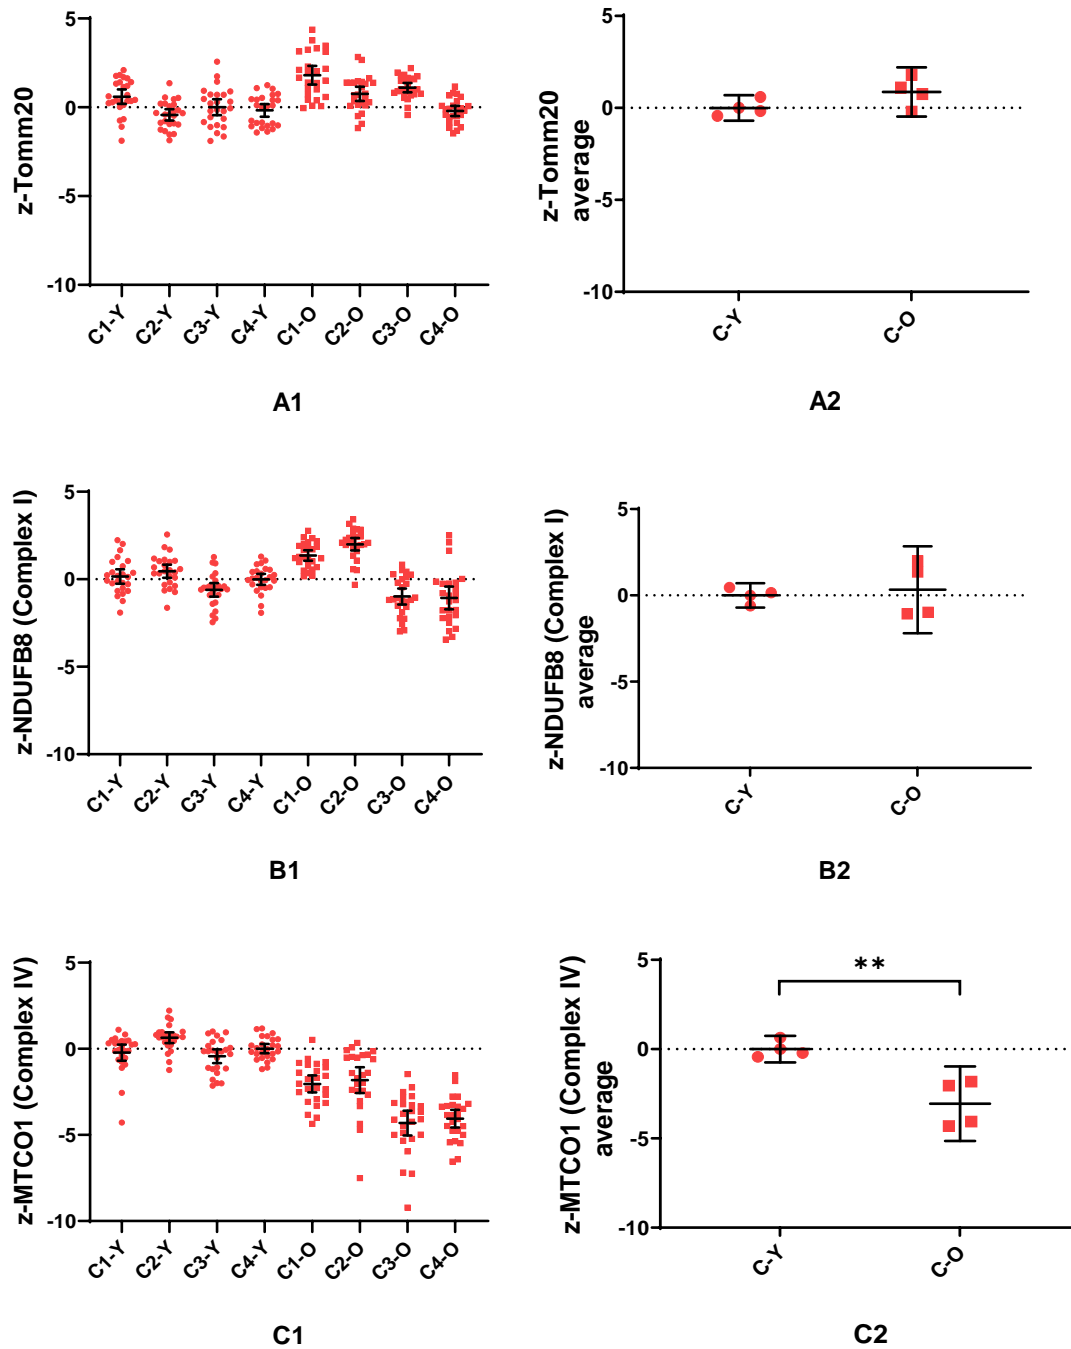 z-Tomm20
5
0
-5
-10
C1-Y
C2-Y
C3-Y
C4-Y
C1-O
C2-O
C3-O
C4-O
A1
z-Tomm20
average
5
0
-5
-10
C-Y
C-O
A2
z-NDUFB8 (Complex I)
5
0
-5
-10
C1-Y
C2-Y
C3-Y
C4-Y
C1-O
C2-O
C3-O
C4-O
B1
z-NDUFB8 (Complex I)
average
5
0
-5
-10
C-Y
C-O
B2
z-MTCO1 (Complex IV)
5
0
-5
-10
C1-Y
C2-Y
C3-Y
C4-Y
C1-O
C2-O
C3-O
C4-O
C1
z-MTCO1 (Complex IV)
average
5
0
-5
-10
**
C-Y
C-O
C2